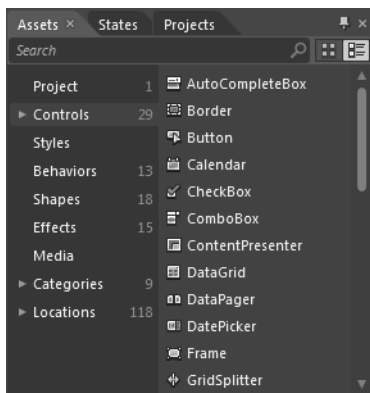 Assets × States Projects
Search
Project 1
Controls 29
Styles
Behaviors 13
Shapes 18
Effects 15
Media
Categories 9
Locations 118
AutoCompleteBox
Border
Button
Calendar
CheckBox
ComboBox
ContentPresenter
DataGrid
DataPager
DatePicker
Frame
GridSplitter